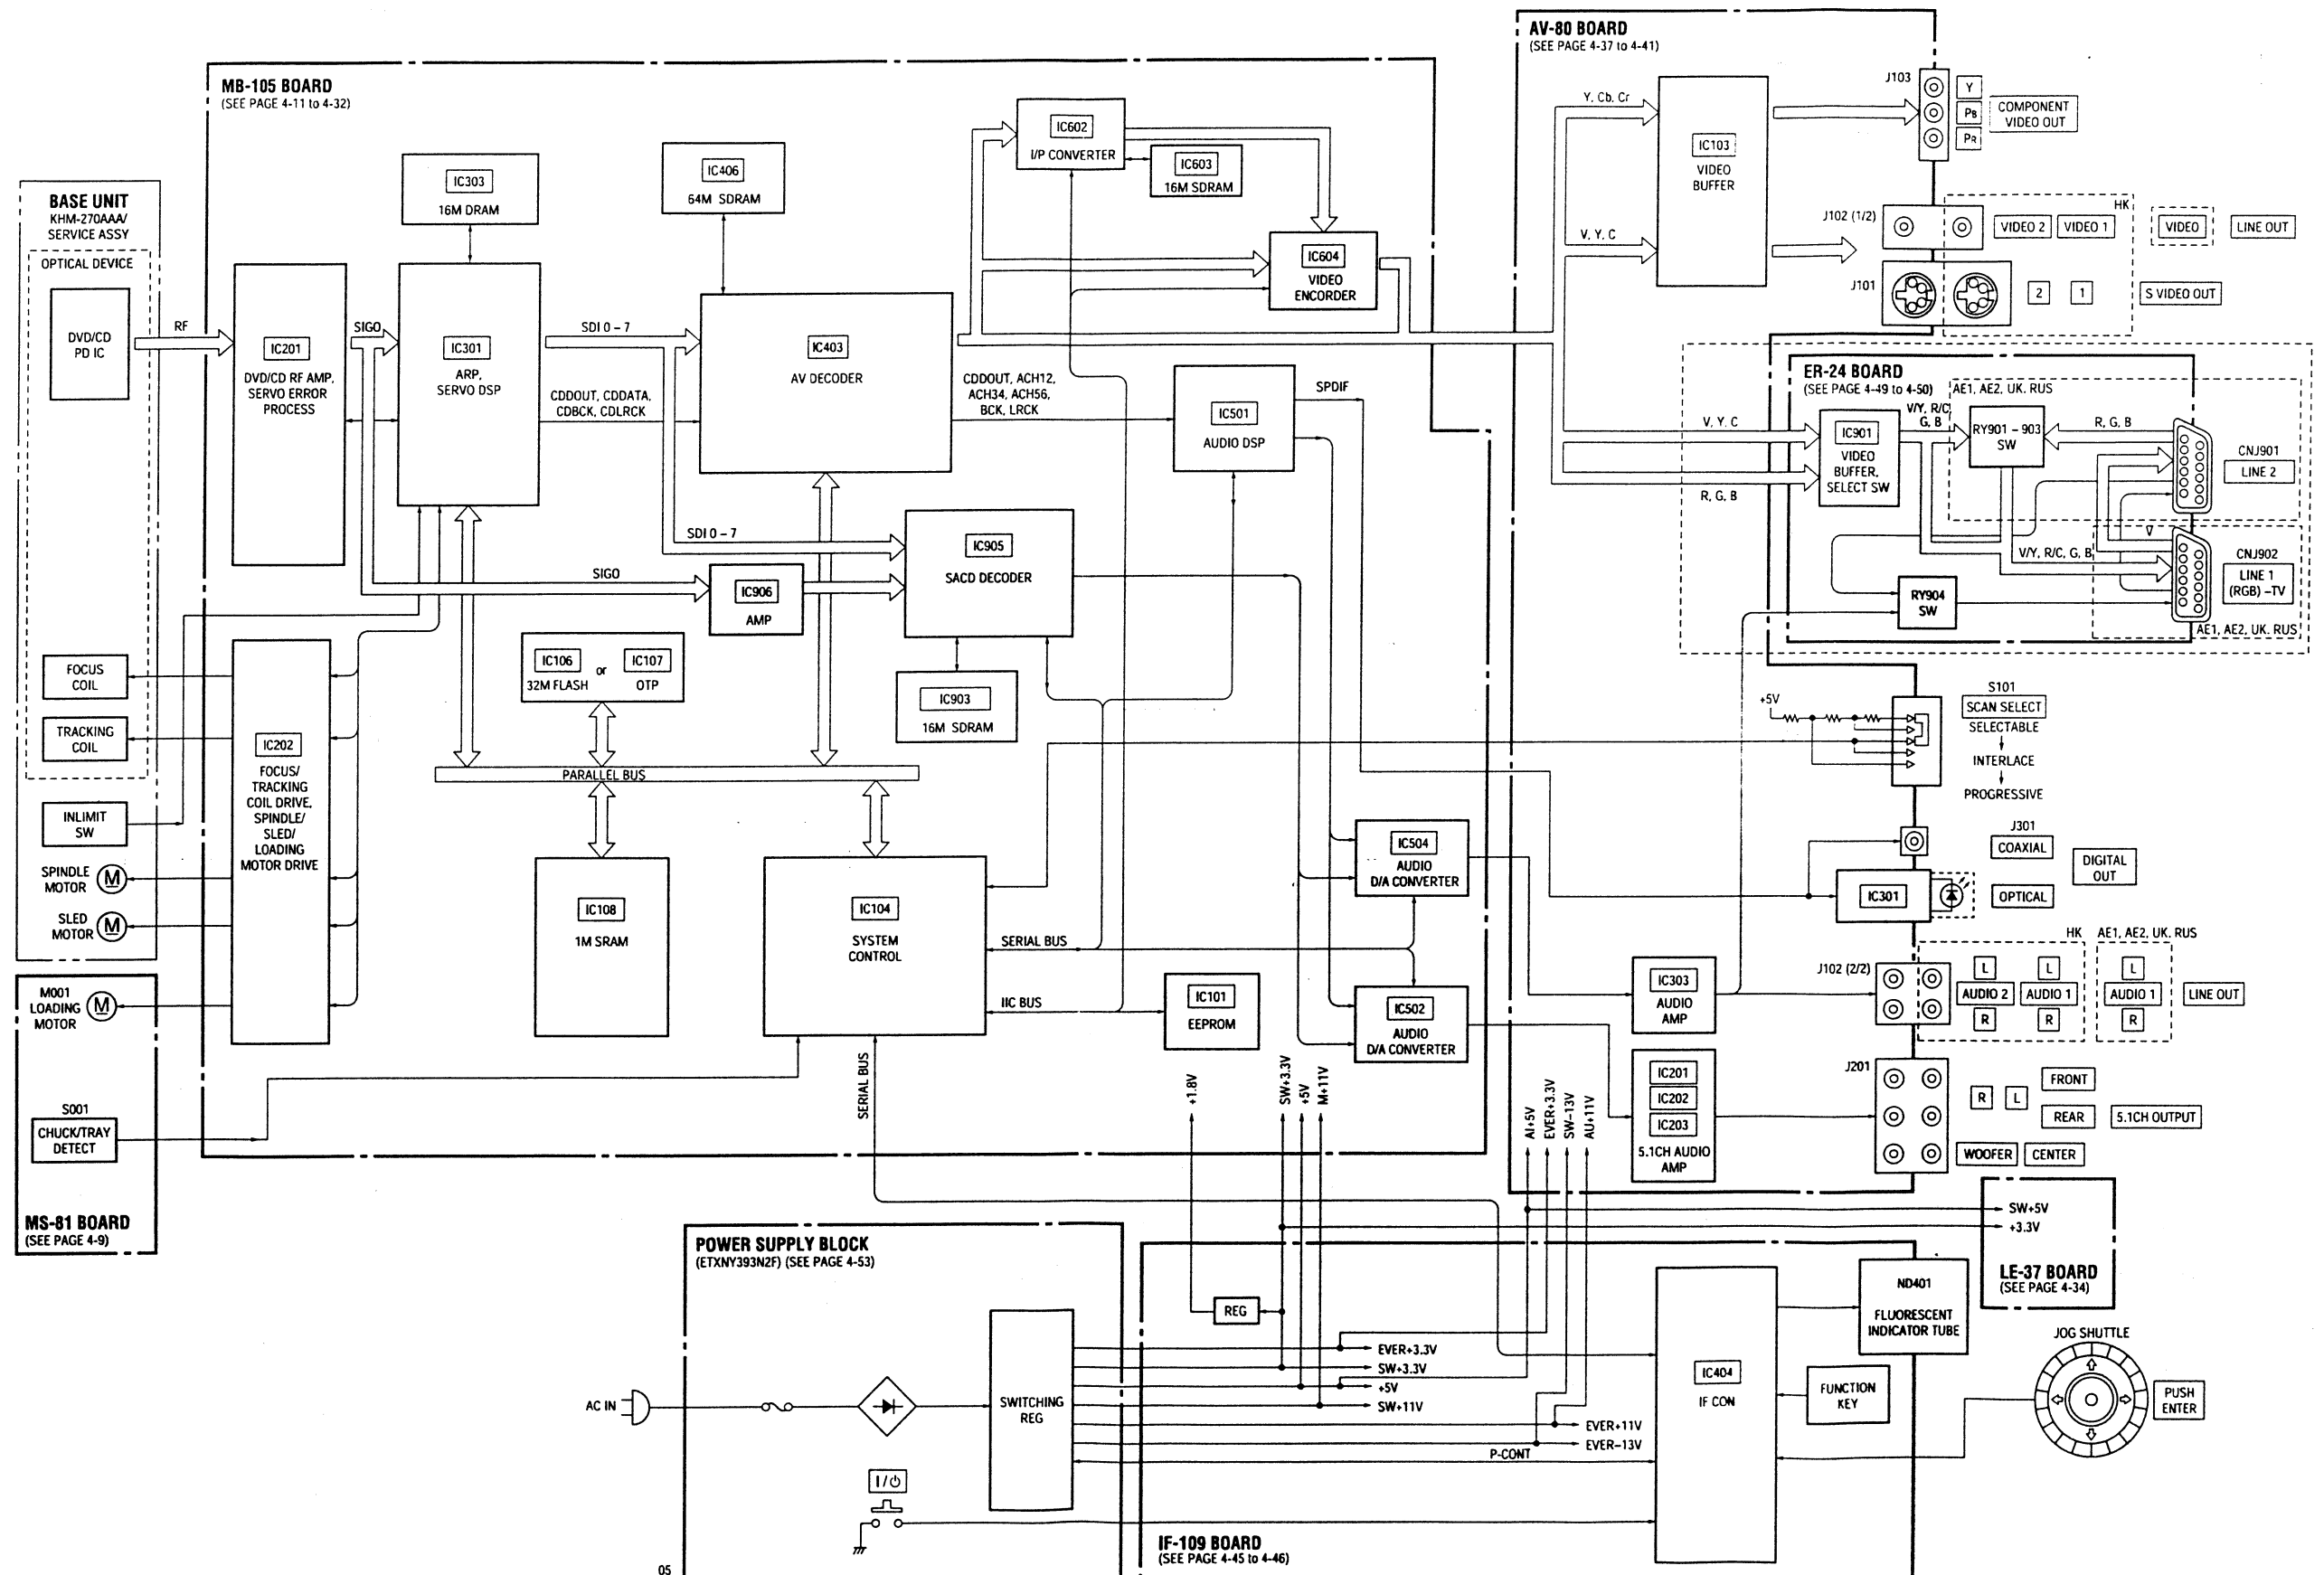 MB-105 BOARD
(SEE PAGE 4-11 to 4-32)
BASE UNIT
KHM-270AAA/
SERVICE ASSY
OPTICAL DEVICE
DVD/CD
PD IC
RF
FOCUS
COIL
TRACKING
COIL
INLIMIT
SW
SPINDLE
MOTOR
M
SLED
MOTOR
M
M001
LOADING
MOTOR
M
S001
CHUCK/TRAY
DETECT
MS-81 BOARD
(SEE PAGE 4-9)
IC201
DVD/CD RF AMP,
SERVO ERROR
PROCESS
IC202
FOCUS/
TRACKING
COIL DRIVE,
SPINDLE/
SLED/
LOADING
MOTOR DRIVE
SIGO
IC303
16M DRAM
IC301
ARP,
SERVO DSP
SDI 0 – 7
CDDOUT, CDDATA,
CDBCK, CDLRCK
IC406
64M SDRAM
IC403
AV DECODER
CDDOUT, ACH12,
ACH34, ACH56,
BCK, LRCK
IC602
I/P CONVERTER
IC603
16M SDRAM
IC604
VIDEO
ENCORDER
IC501
AUDIO DSP
SPDIF
SDI 0 – 7
SIGO
IC906
AMP
IC905
SACD DECODER
IC903
16M SDRAM
IC106
32M FLASH
or
IC107
OTP
PARALLEL BUS
IC108
1M SRAM
IC104
SYSTEM
CONTROL
SERIAL BUS
IIC BUS
IC101
EEPROM
SERIAL BUS
IC504
AUDIO
D/A CONVERTER
IC502
AUDIO
D/A CONVERTER
+1.8V
SW+3.3V
+5V
M+11V
AV-80 BOARD
(SEE PAGE 4-37 to 4-41)
Y, Cb, Cr
V, Y, C
IC103
VIDEO
BUFFER
J103
Y
PB
PR
COMPONENT
VIDEO OUT
J102 (1/2)
HK
VIDEO 2
VIDEO 1
VIDEO
LINE OUT
J101
2
1
S VIDEO OUT
ER-24 BOARD
(SEE PAGE 4-49 to 4-50)
AE1, AE2, UK. RUS
V, Y, C
R, G, B
IC901
VIDEO
BUFFER,
SELECT SW
V/Y, R/C,
G, B
RY901 – 903
SW
R, G, B
CNJ901
LINE 2
V
V/Y, R/C, G, B
RY904
SW
CNJ902
LINE 1
(RGB) –TV
AE1, AE2, UK. RUS
+5V
S101
SCAN SELECT
SELECTABLE
INTERLACE
PROGRESSIVE
J301
COAXIAL
IC301
OPTICAL
DIGITAL
OUT
HK
AE1, AE2, UK. RUS
IC303
AUDIO
AMP
J102 (2/2)
L
AUDIO 2
R
L
AUDIO 1
R
L
AUDIO 1
R
LINE OUT
IC201
IC202
IC203
5.1CH AUDIO
AMP
J201
R
L
FRONT
REAR
5.1CH OUTPUT
WOOFER
CENTER
AI+5V
EVER+3.3V
SW–13V
AU+11V
SW+5V
+3.3V
LE-37 BOARD
(SEE PAGE 4-34)
POWER SUPPLY BLOCK
(ETXNY393N2F) (SEE PAGE 4-53)
AC IN
SWITCHING
REG
REG
EVER+3.3V
SW+3.3V
+5V
SW+11V
EVER+11V
EVER–13V
P-CONT
IC404
IF CON
ND401
FLUORESCENT
INDICATOR TUBE
FUNCTION
KEY
JOG SHUTTLE
PUSH
ENTER
IF-109 BOARD
(SEE PAGE 4-45 to 4-46)
05